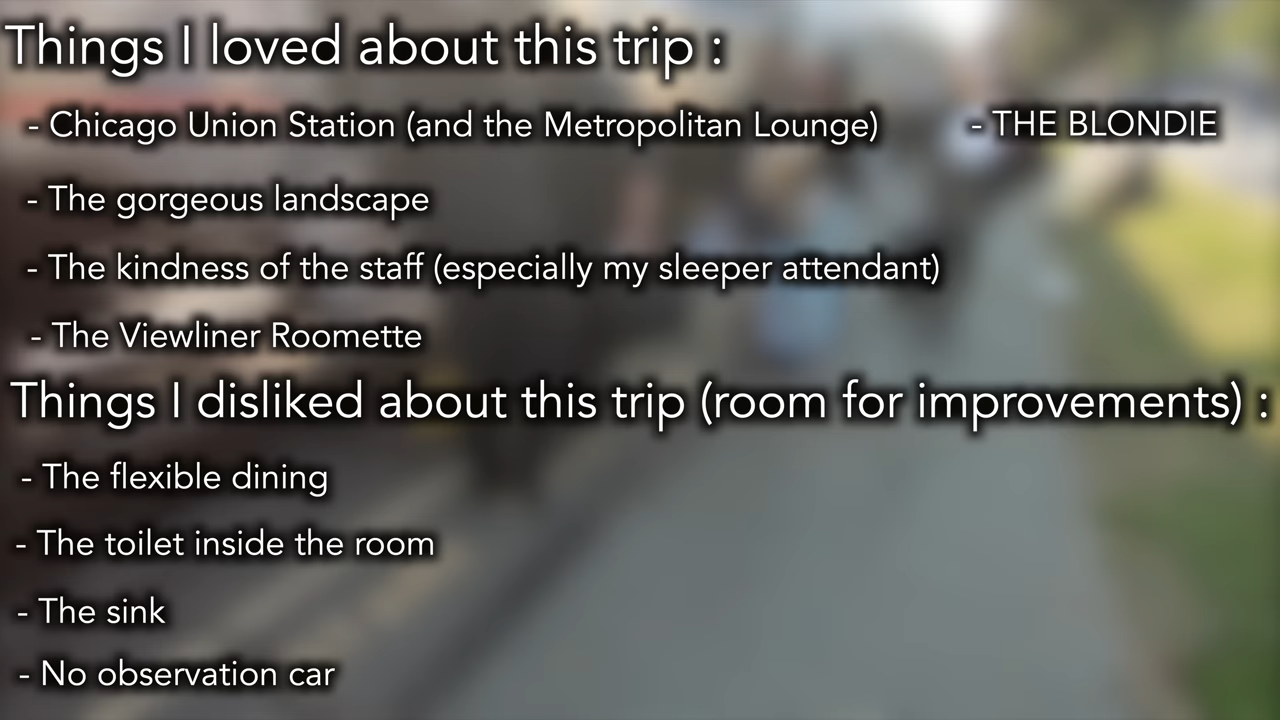 Things I loved about this trip :
- Chicago Union Station (and the Metropolitan Lounge)
- THE BLONDIE
- The gorgeous landscape
- The kindness of the staff (especially my sleeper attendant)
- The Viewliner Roomette
Things I disliked about this trip (room for improvements) :
- The flexible dining
- The toilet inside the room
- The sink
- No observation car